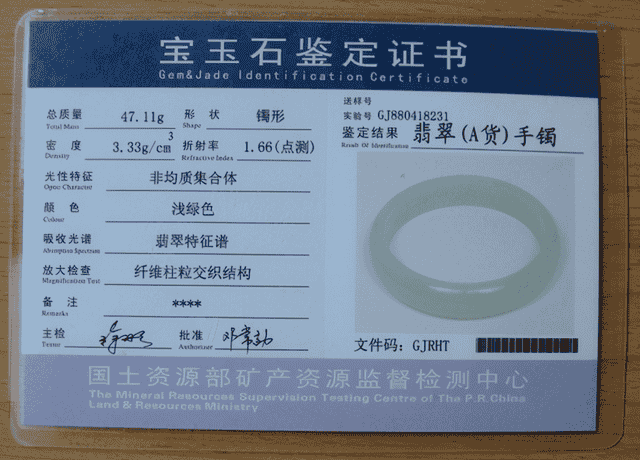 宝玉石鉴定证书
Gem&Jade Identification Certificate
总质量 47.11g 形状 镯形
Total Mass Shape
密度 3.33g/cm3 折射率 1.66(点测)
Density Refractive Index
光性特征 非均质集合体
Optic Character
颜色 浅绿色
Colour
吸收光谱 翡翠特征谱
Absorption Spectrum
放大检查 纤维柱粒交织结构
Magnification Test
备注 ****
Remarks
主检 批准 邓常劼
Tester Authorizer
送样号
实验号 GJ880418231
鉴定结果 翡翠(A货)手镯
Result Of Identification
文件码: GJRHT
国土资源部矿产资源监督检测中心
The Mineral Resources Supervision Testing Centre of The P.R.China
Land & Resources Ministry